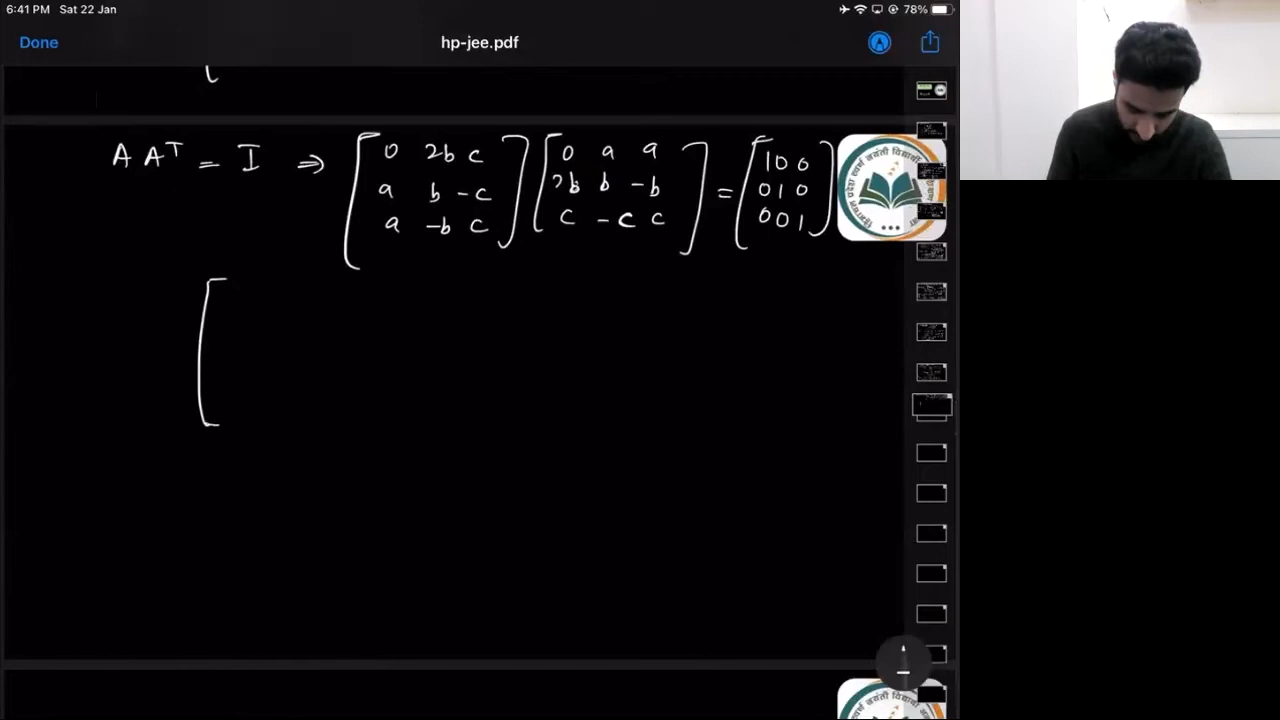 6:41 PM Sat 22 Jan
78%
Done
hp-jee.pdf
A Aᵀ = I ⇒ [0 2b c] [0 a a] = [1 0 0]
[a b -c] [2b b -b] [0 1 0]
[a -b c] [c -c c] [0 0 1]